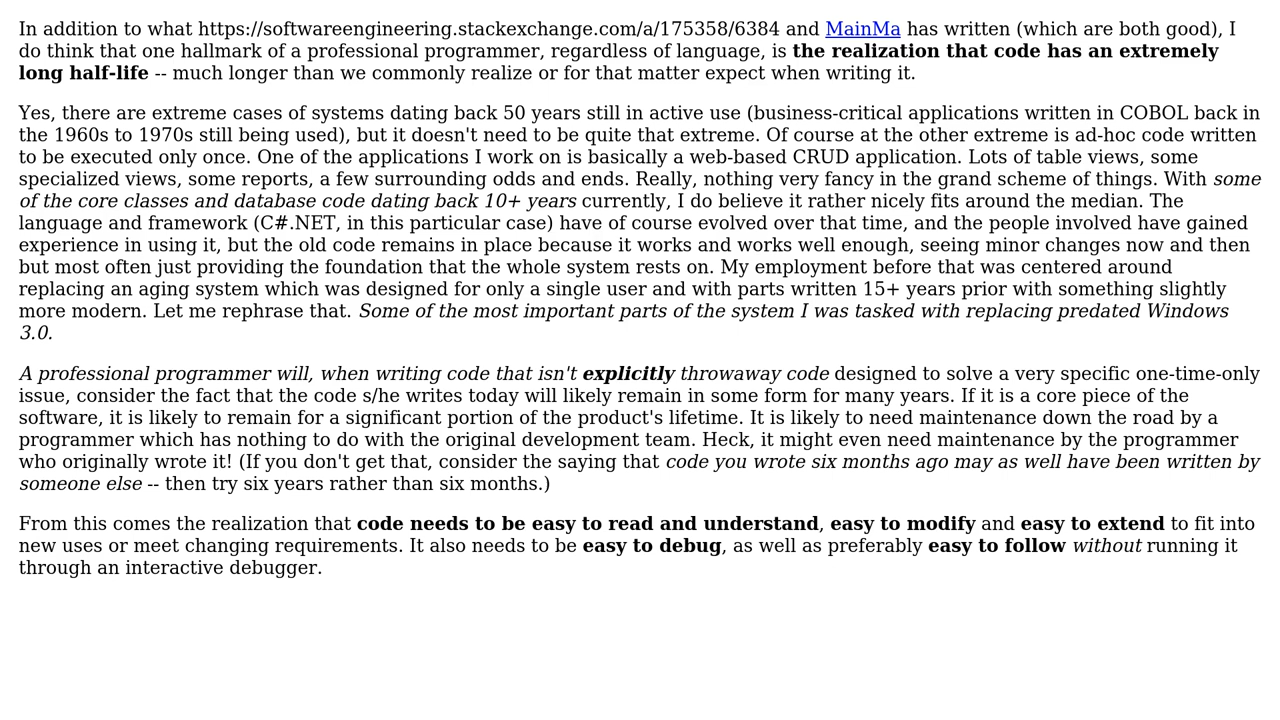 In addition to what https://softwareengineering.stackexchange.com/a/175358/6384 and MainMa has written (which are both good), I
do think that one hallmark of a professional programmer, regardless of language, is the realization that code has an extremely
long half-life -- much longer than we commonly realize or for that matter expect when writing it.
Yes, there are extreme cases of systems dating back 50 years still in active use (business-critical applications written in COBOL back in
the 1960s to 1970s still being used), but it doesn't need to be quite that extreme. Of course at the other extreme is ad-hoc code written
to be executed only once. One of the applications I work on is basically a web-based CRUD application. Lots of table views, some
specialized views, some reports, a few surrounding odds and ends. Really, nothing very fancy in the grand scheme of things. With some
of the core classes and database code dating back 10+ years currently, I do believe it rather nicely fits around the median. The
language and framework (C#.NET, in this particular case) have of course evolved over that time, and the people involved have gained
experience in using it, but the old code remains in place because it works and works well enough, seeing minor changes now and then
but most often just providing the foundation that the whole system rests on. My employment before that was centered around
replacing an aging system which was designed for only a single user and with parts written 15+ years prior with something slightly
more modern. Let me rephrase that. Some of the most important parts of the system I was tasked with replacing predated Windows
3.0.
A professional programmer will, when writing code that isn't explicitly throwaway code designed to solve a very specific one-time-only
issue, consider the fact that the code s/he writes today will likely remain in some form for many years. If it is a core piece of the
software, it is likely to remain for a significant portion of the product's lifetime. It is likely to need maintenance down the road by a
programmer which has nothing to do with the original development team. Heck, it might even need maintenance by the programmer
who originally wrote it! (If you don't get that, consider the saying that code you wrote six months ago may as well have been written by
someone else -- then try six years rather than six months.)
From this comes the realization that code needs to be easy to read and understand, easy to modify and easy to extend to fit into
new uses or meet changing requirements. It also needs to be easy to debug, as well as preferably easy to follow without running it
through an interactive debugger.